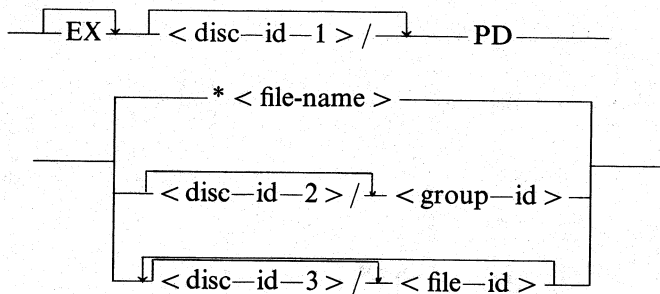 EX < disc—id—1 > / PD
* < file-name >
< disc—id—2 > / < group—id >
< disc—id—3 > / < file—id >